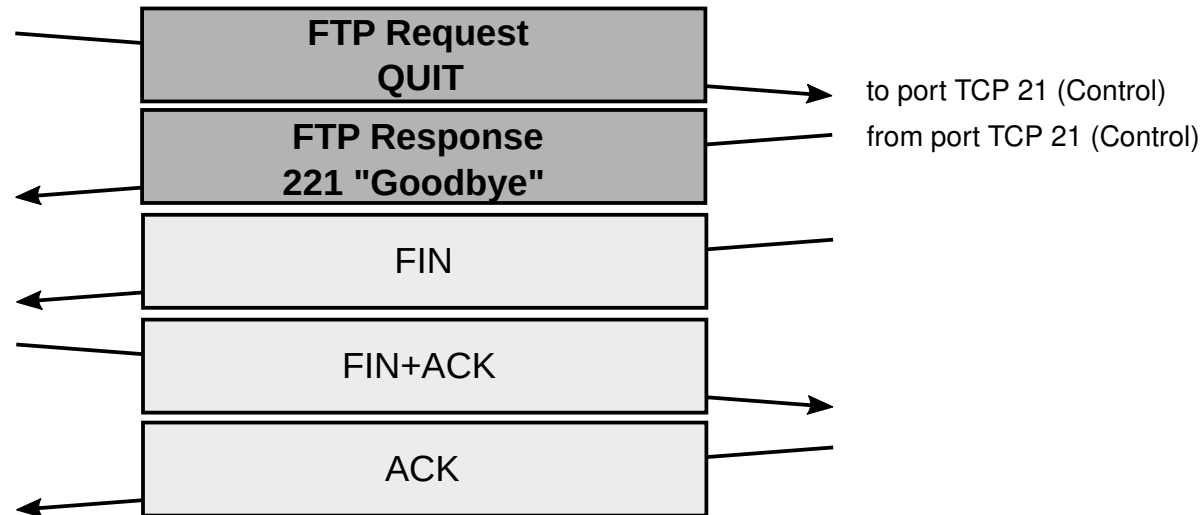 FTP Request
QUIT
to port TCP 21 (Control)
FTP Response
from port TCP 21 (Control)
221 "Goodbye"
FIN
FIN+ACK
ACK